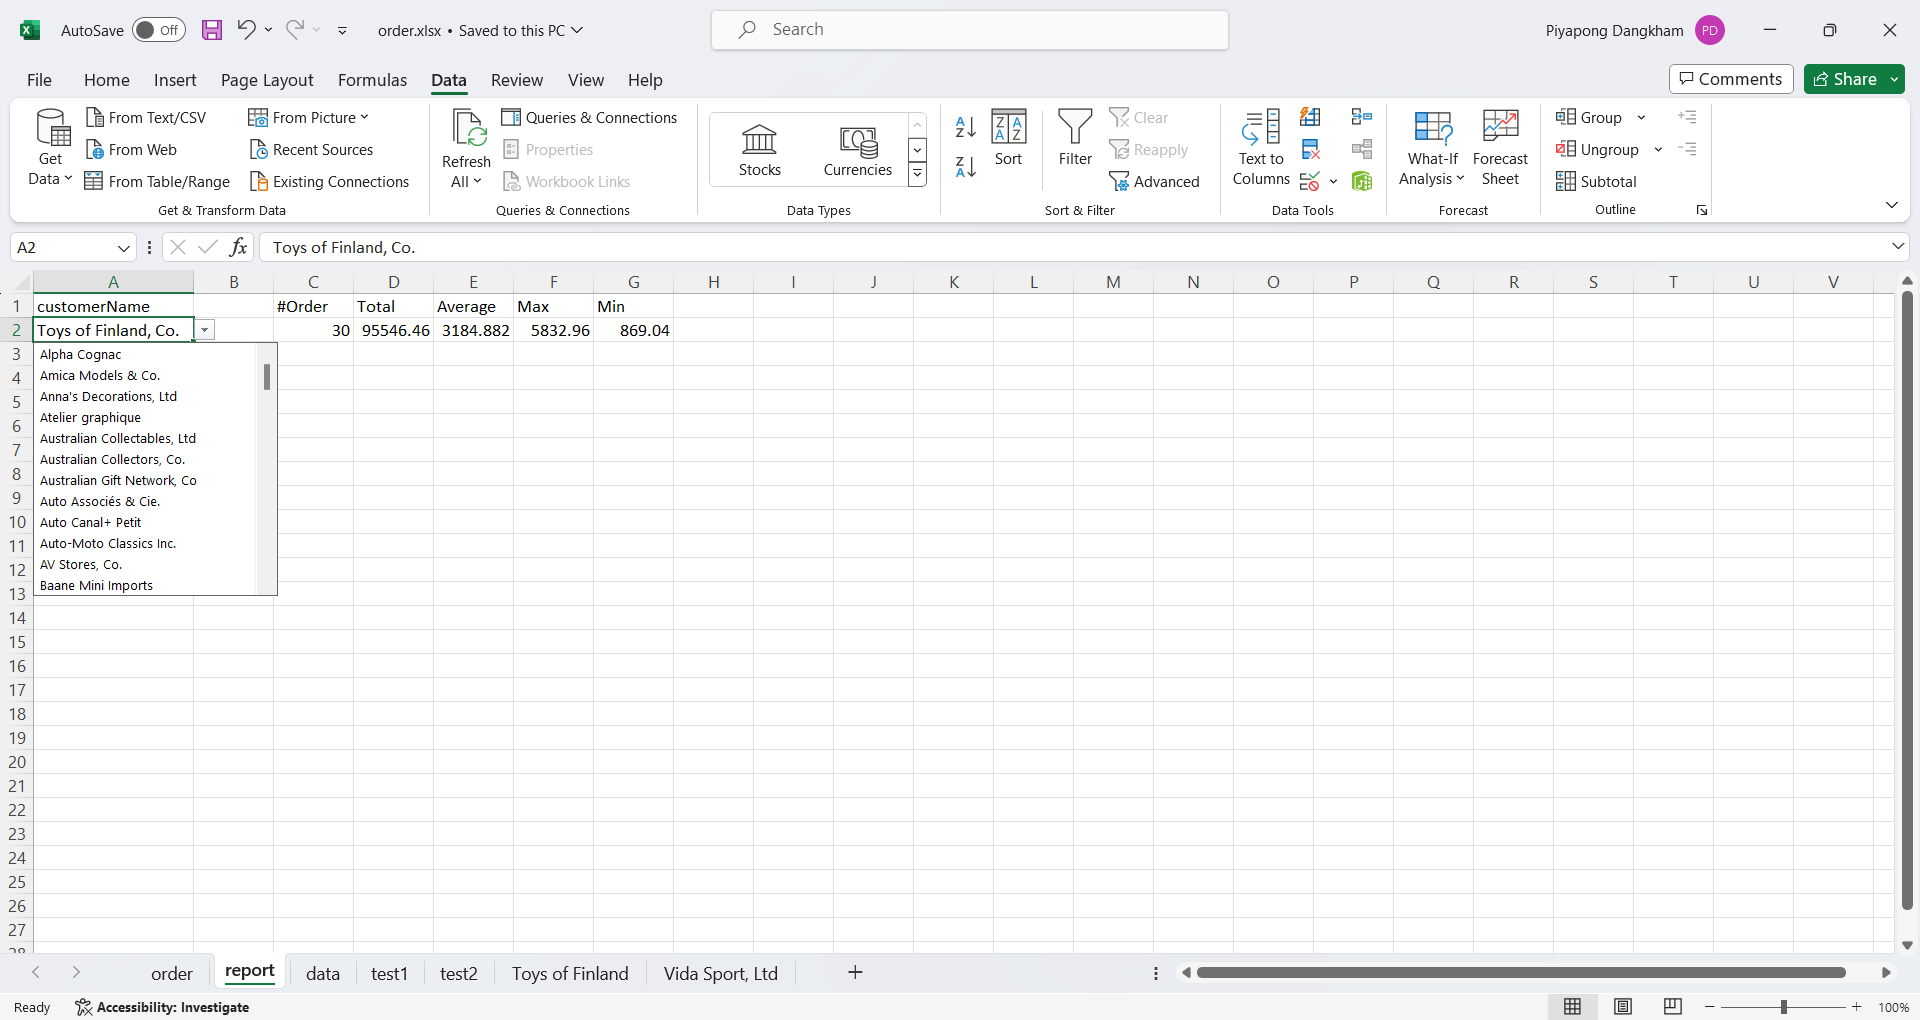 AutoSave Off order.xlsx • Saved to this PC Search Piyapong Dangkham PD
File Home Insert Page Layout Formulas Data Review View Help Comments Share
Get Data
From Text/CSV
From Web
From Table/Range
From Picture
Recent Sources
Existing Connections
Get & Transform Data
Refresh All
Queries & Connections
Properties
Workbook Links
Queries & Connections
Stocks Currencies
Data Types
Sort
Filter
Clear
Reapply
Advanced
Sort & Filter
Text to Columns
Data Tools
What-If Analysis
Forecast Sheet
Forecast
Group
Ungroup
Subtotal
Outline
A2 fx Toys of Finland, Co.
A B C D E F G H I J K L M N O P Q R S T U V
1 customerName #Order Total Average Max Min
2 Toys of Finland, Co. 30 95546.46 3184.882 5832.96 869.04
Alpha Cognac
Amica Models & Co.
Anna's Decorations, Ltd
Atelier graphique
Australian Collectables, Ltd
Australian Collectors, Co.
Australian Gift Network, Co
Auto Associés & Cie.
Auto Canal+ Petit
Auto-Moto Classics Inc.
AV Stores, Co.
Baane Mini Imports
3
4
5
6
7
8
9
10
11
12
13
14
15
16
17
18
19
20
21
22
23
24
25
26
27
28
order report data test1 test2 Toys of Finland Vida Sport, Ltd
Ready Accessibility: Investigate 100%